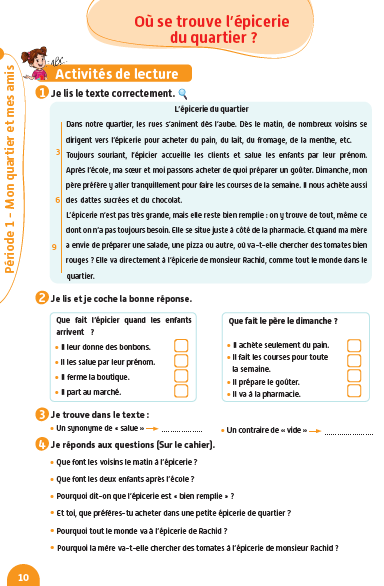 Où se trouve l'épicerie
du quartier ?
ABC
Activités de lecture
1 Je lis le texte correctement.
L'épicerie du quartier
Dans notre quartier, les rues s'animent dès l'aube. Dès le matin, de nombreux voisins se
dirigent vers l'épicerie pour acheter du pain, du lait, du fromage, de la menthe, etc.
3 Toujours souriant, l'épicier accueille les clients et salue les enfants par leur prénom.
Après l'école, ma sœur et moi passons acheter de quoi préparer un goûter. Dimanche, mon
père préfère y aller tranquillement pour faire les courses de la semaine. Il nous achète aussi
6 des dattes sucrées et du chocolat.
L'épicerie n'est pas très grande, mais elle reste bien remplie : on y trouve de tout, même ce
dont on n'a pas toujours besoin. Elle se situe juste à côté de la pharmacie. Et quand ma mère
9 a envie de préparer une salade, une pizza ou autre, où va-t-elle chercher des tomates bien
rouges ? Elle va directement à l'épicerie de monsieur Rachid, comme tout le monde dans le
quartier.
2 Je lis et je coche la bonne réponse.
Que fait l'épicier quand les enfants
arrivent ?
• Il leur donne des bonbons.
• Il les salue par leur prénom.
• Il ferme la boutique.
• Il part au marché.
Que fait le père le dimanche ?
• Il achète seulement du pain.
• Il fait les courses pour toute
la semaine.
• Il prépare le goûter.
• Il va à la pharmacie.
3 Je trouve dans le texte :
• Un synonyme de « salue » → ..................
• Un contraire de « vide » → .....................
4 Je réponds aux questions (Sur le cahier).
• Que font les voisins le matin à l'épicerie ?
• Que font les deux enfants après l'école ?
• Pourquoi dit-on que l'épicerie est « bien remplie » ?
• Et toi, que préfères-tu acheter dans une petite épicerie de quartier ?
• Pourquoi tout le monde va à l'épicerie de Rachid ?
• Pourquoi la mère va-t-elle chercher des tomates à l'épicerie de monsieur Rachid ?
Période 1 - Mon quartier et mes amis
10